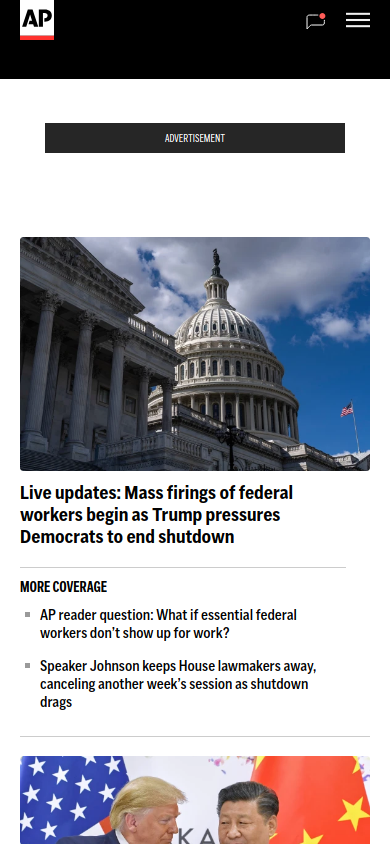 AP
ADVERTISEMENT
Live updates: Mass firings of federal
workers begin as Trump pressures
Democrats to end shutdown
MORE COVERAGE
AP reader question: What if essential federal
workers don’t show up for work?
Speaker Johnson keeps House lawmakers away,
canceling another week’s session as shutdown
drags
KA